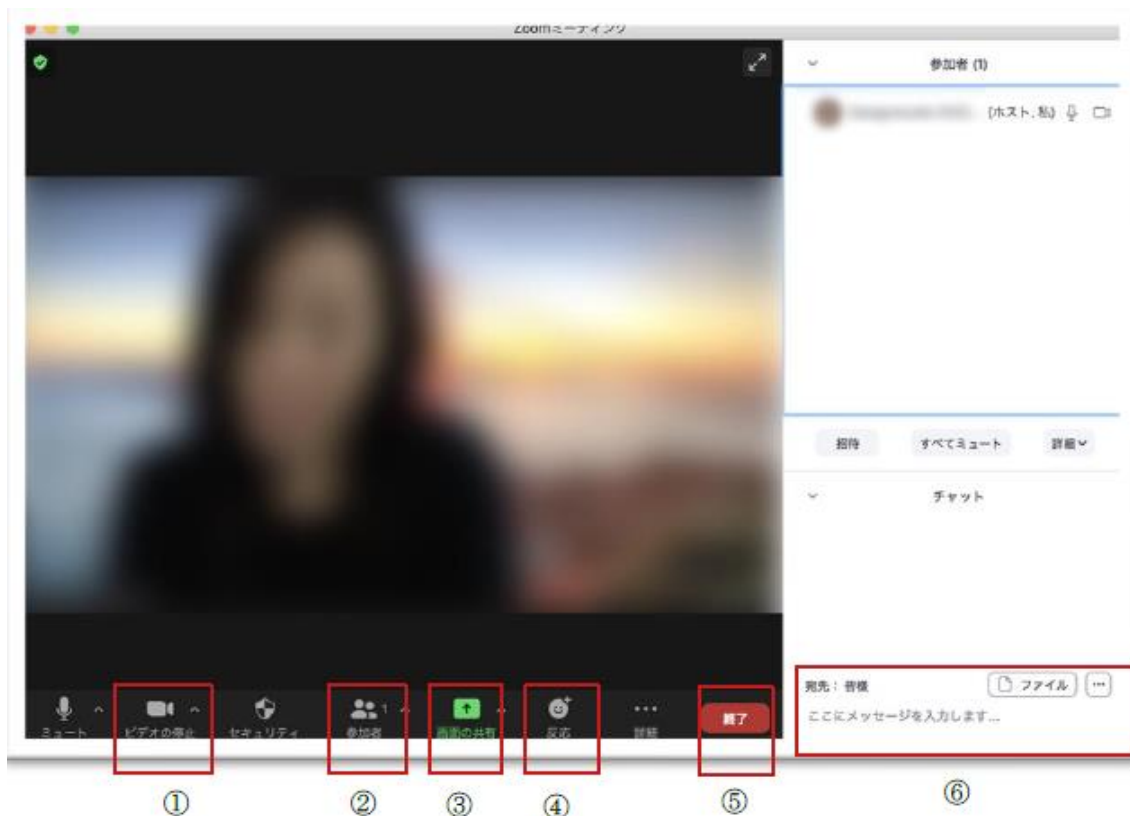 Zoomミーティング
参加者 (1)
(ホスト, 私)
招待 すべてミュート 詳細
チャット
宛先： 皆様 ファイル ...
ここにメッセージを入力します...
ミュート ビデオの停止 セキュリティ 参加者 1 画面の共有 反応 詳細 終了
① ② ③ ④ ⑤ ⑥